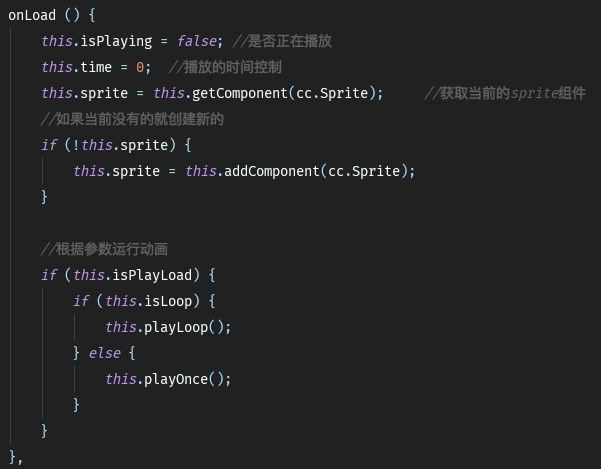 onLoad () {
    this.isPlaying = false; //是否正在播放
    this.time = 0;  //播放的时间控制
    this.sprite = this.getComponent(cc.Sprite);     //获取当前的sprite组件
    //如果当前没有的就创建新的
    if (!this.sprite) {
        this.sprite = this.addComponent(cc.Sprite);
    }

    //根据参数运行动画
    if (this.isPlayLoad) {
        if (this.isLoop) {
            this.playLoop();
        } else {
            this.playOnce();
        }
    }
},